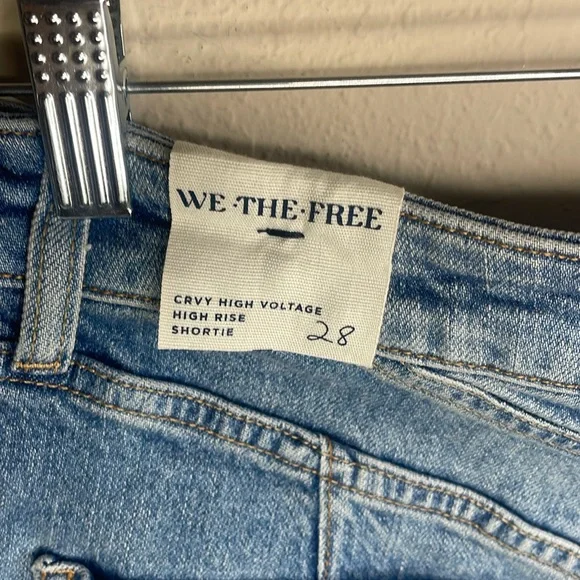 WE·THE·FREE
CRVY HIGH VOLTAGE
HIGH RISE
SHORTIE 28